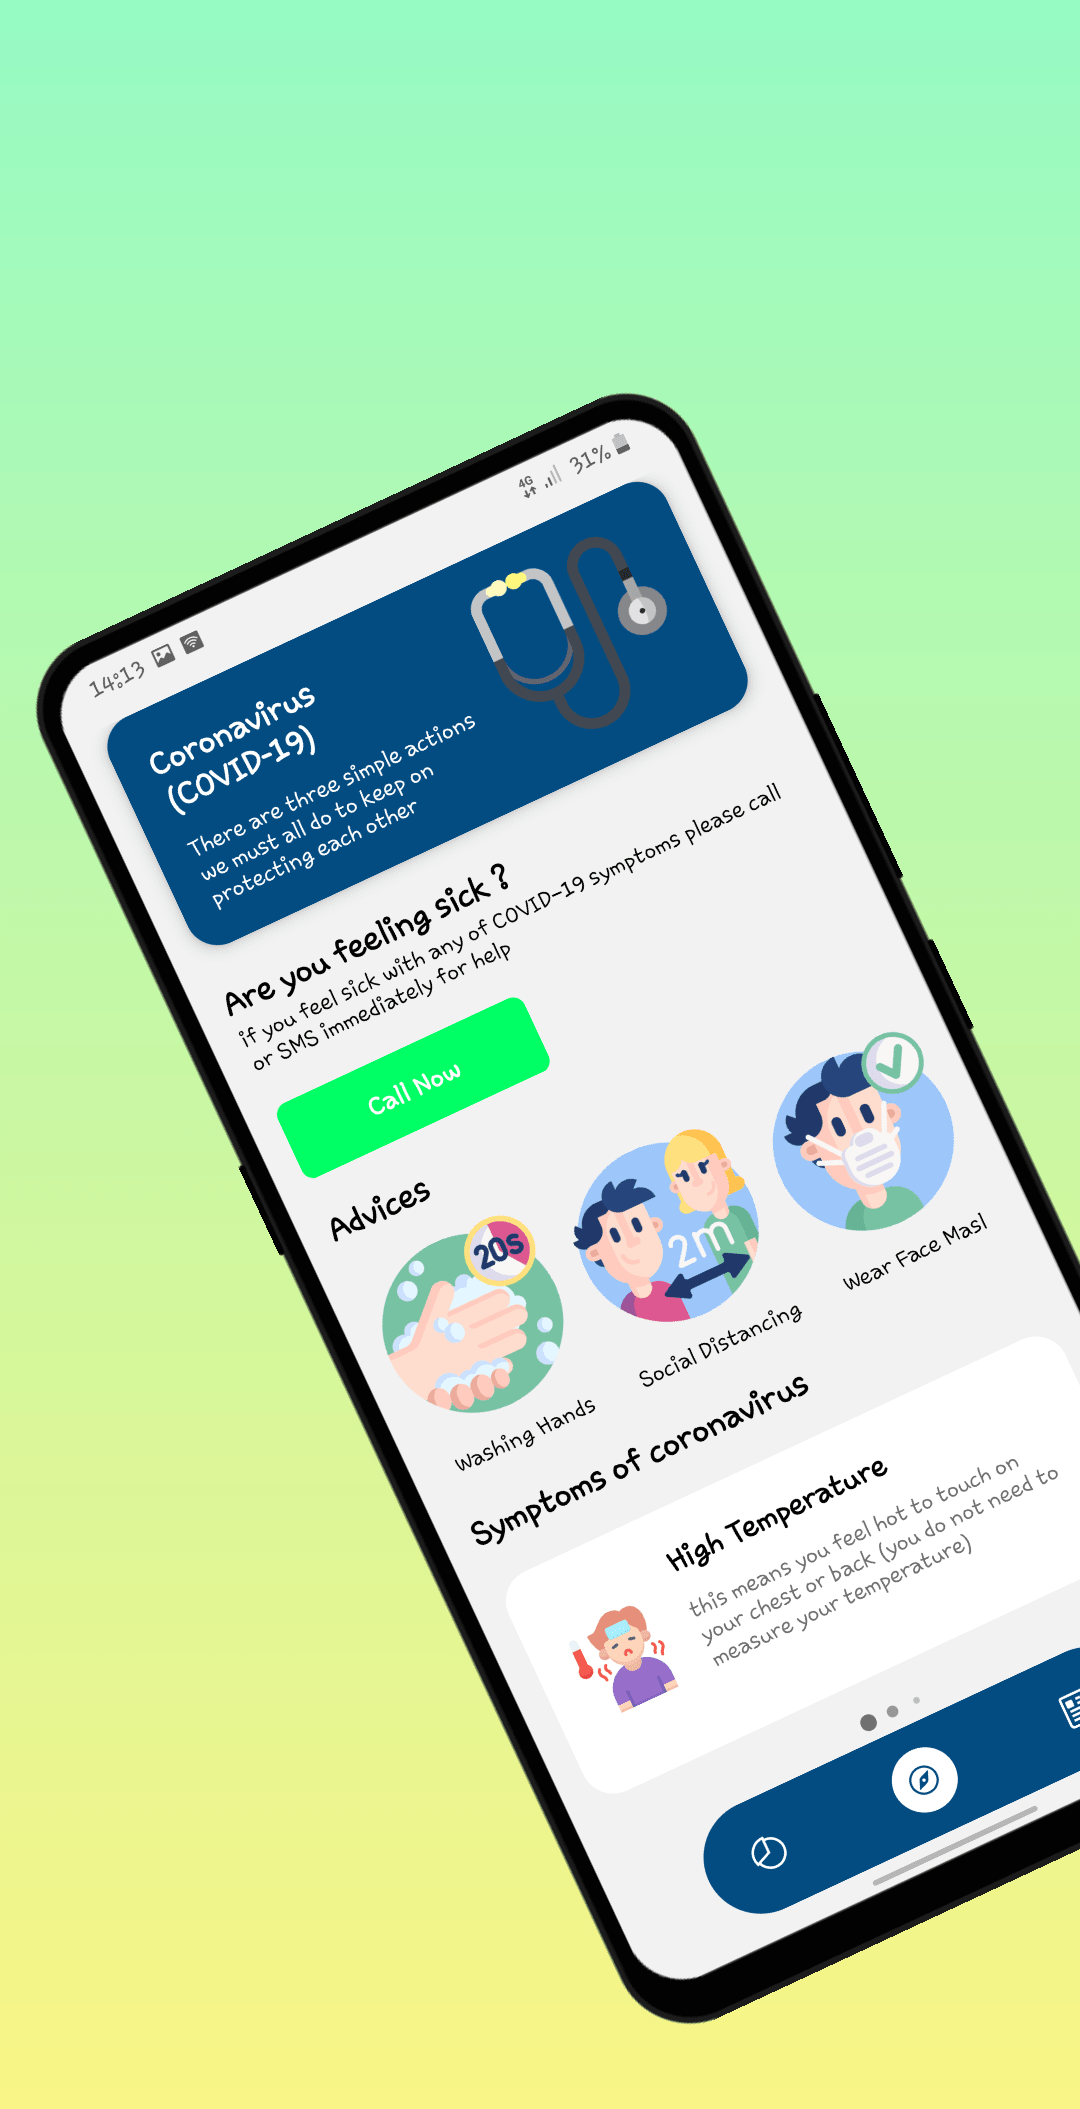 14:13
4G 31%
Coronavirus
(COVID-19)
There are three simple actions
we must all do to keep on
protecting each other
Are you feeling sick ?
if you feel sick with any of COVID-19 symptoms please call
or SMS immediately for help
Call Now
Advices
20s
2m
Washing Hands
Social Distancing
Wear Face Masl
Symptoms of coronavirus
High Temperature
this means you feel hot to touch on
your chest or back (you do not need to
measure your temperature)